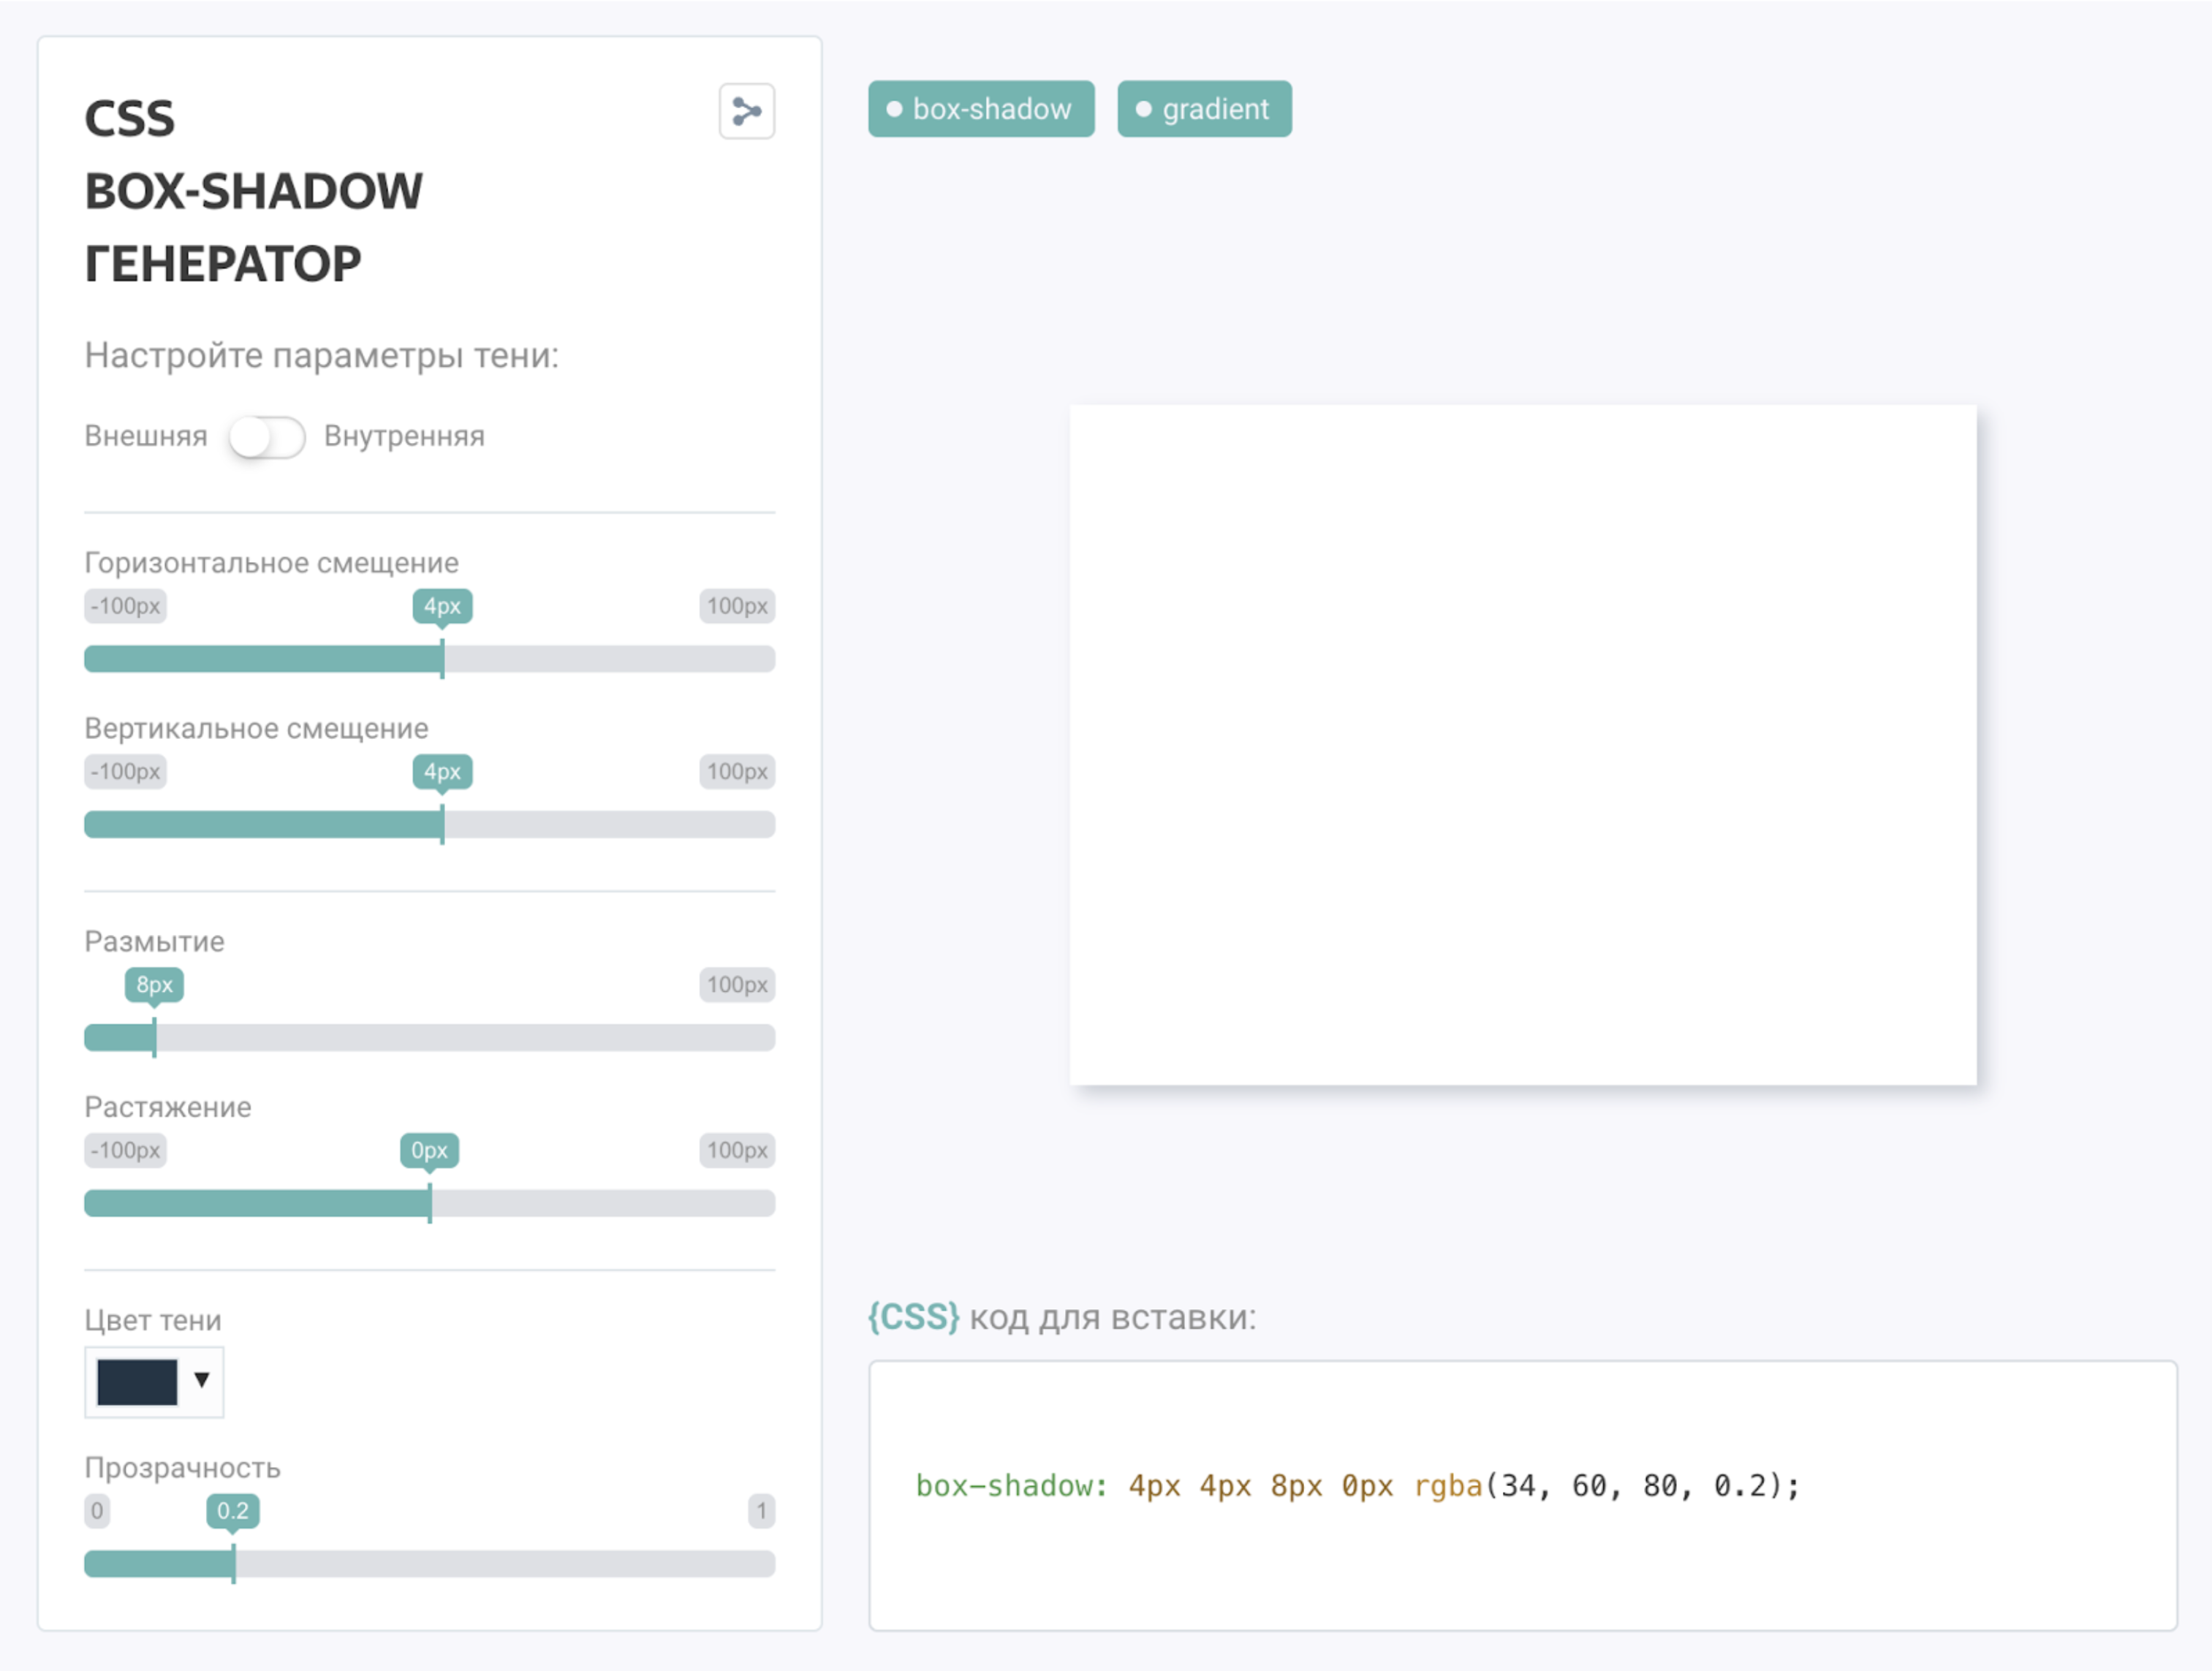 CSS
BOX-SHADOW
ГЕНЕРАТОР
Настройте параметры тени:
Внешняя Внутренняя
Горизонтальное смещение
-100px 4px 100px
Вертикальное смещение
-100px 4px 100px
Размытие
8px 100px
Растяжение
-100px 0px 100px
Цвет тени
Прозрачность
0 0.2 1
box-shadow gradient
{CSS} код для вставки:
box-shadow: 4px 4px 8px 0px rgba(34, 60, 80, 0.2);